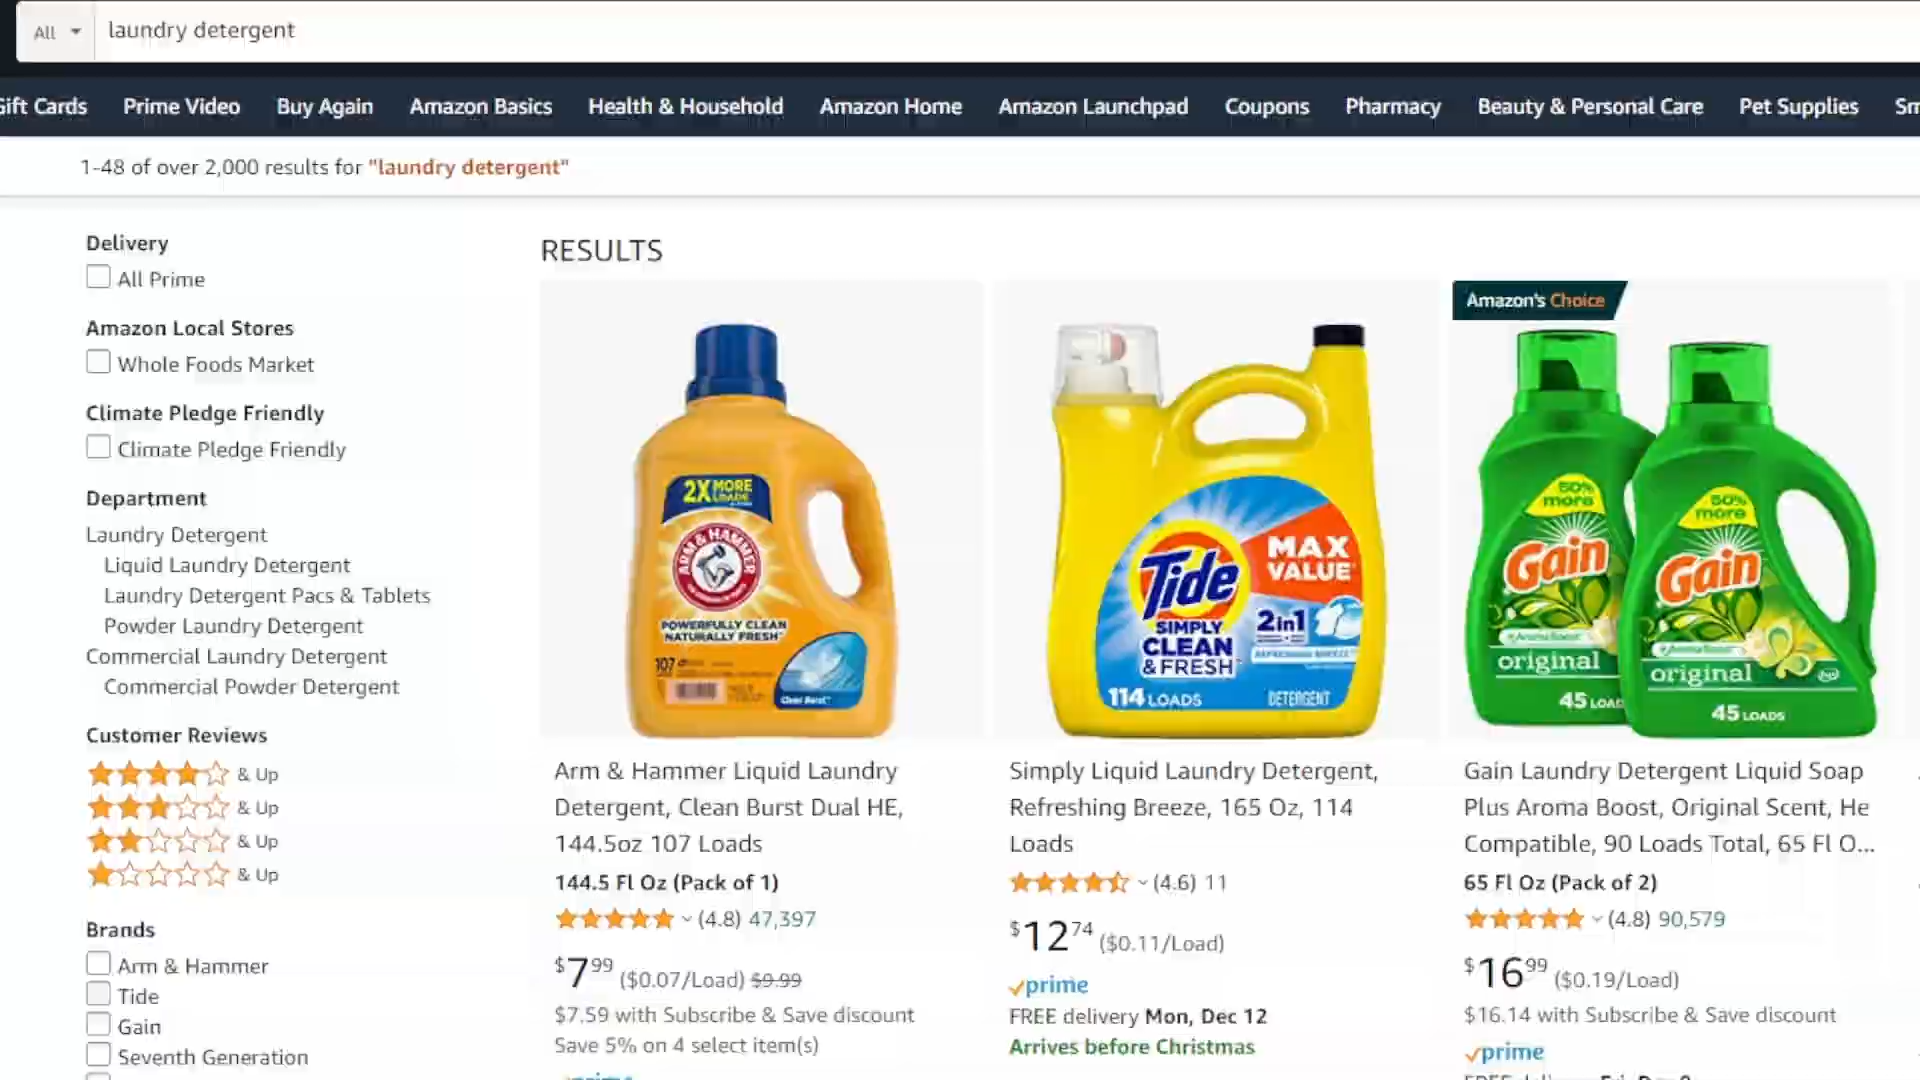 All
laundry detergent
Gift Cards Prime Video Buy Again Amazon Basics Health & Household Amazon Home Amazon Launchpad Coupons Pharmacy Beauty & Personal Care Pet Supplies
1-48 of over 2,000 results for "laundry detergent"
Delivery
All Prime
Amazon Local Stores
Whole Foods Market
Climate Pledge Friendly
Climate Pledge Friendly
Department
Laundry Detergent
Liquid Laundry Detergent
Laundry Detergent Pacs & Tablets
Powder Laundry Detergent
Commercial Laundry Detergent
Commercial Powder Detergent
Customer Reviews
& Up
& Up
& Up
& Up
Brands
Arm & Hammer
Tide
Gain
Seventh Generation
RESULTS
2X MORE
LOADS
ARM & HAMMER
POWERFULLY CLEAN
NATURALLY FRESH
107
Clean Burst
Arm & Hammer Liquid Laundry
Detergent, Clean Burst Dual HE,
144.5oz 107 Loads
144.5 Fl Oz (Pack of 1)
(4.8) 47,397
$7.99 ($0.07/Load) $9.99
$7.59 with Subscribe & Save discount
Save 5% on 4 select item(s)
prime
Tide
MAX
VALUE
SIMPLY
CLEAN
& FRESH
2in1
REFRESHING BREEZE
114 LOADS
DETERGENT
Simply Liquid Laundry Detergent,
Refreshing Breeze, 165 Oz, 114
Loads
(4.6) 11
$12.74 ($0.11/Load)
prime
FREE delivery Mon, Dec 12
Arrives before Christmas
Amazon's Choice
50%
more
Gain
+AromaBoost
original
45 LOADS
50%
more
Gain
original
45 LOADS
Gain Laundry Detergent Liquid Soap
Plus Aroma Boost, Original Scent, He
Compatible, 90 Loads Total, 65 Fl O...
65 Fl Oz (Pack of 2)
(4.8) 90,579
$16.99 ($0.19/Load)
$16.14 with Subscribe & Save discount
prime